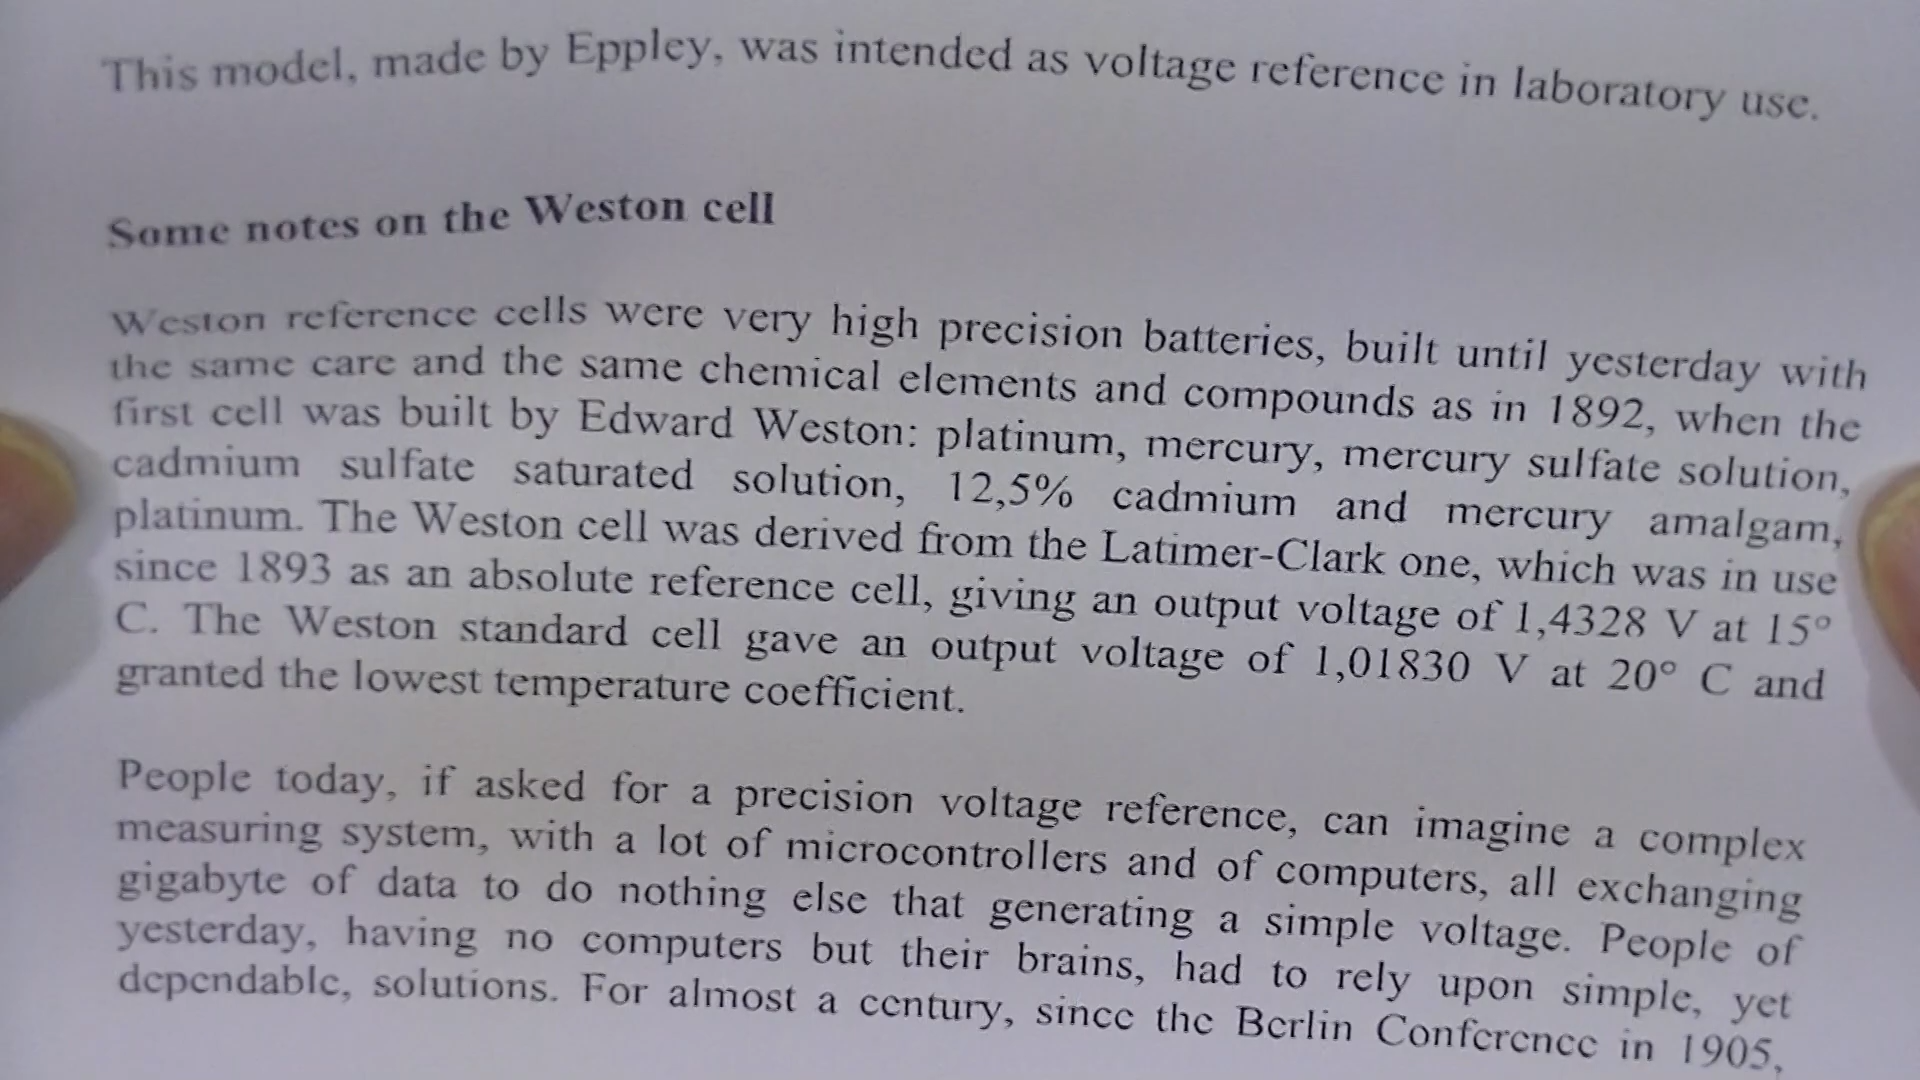 This model, made by Eppley, was intended as voltage reference in laboratory use.
Some notes on the Weston cell
Weston reference cells were very high precision batteries, built until yesterday with
the same care and the same chemical elements and compounds as in 1892, when the
first cell was built by Edward Weston: platinum, mercury, mercury sulfate solution,
cadmium sulfate saturated solution, 12,5% cadmium and mercury amalgam,
platinum. The Weston cell was derived from the Latimer-Clark one, which was in use
since 1893 as an absolute reference cell, giving an output voltage of 1,4328 V at 15°
C. The Weston standard cell gave an output voltage of 1,01830 V at 20° C and
granted the lowest temperature coefficient.
People today, if asked for a precision voltage reference, can imagine a complex
measuring system, with a lot of microcontrollers and of computers, all exchanging
gigabyte of data to do nothing else that generating a simple voltage. People of
yesterday, having no computers but their brains, had to rely upon simple, yet
dependable, solutions. For almost a century, since the Berlin Conference in 1905,